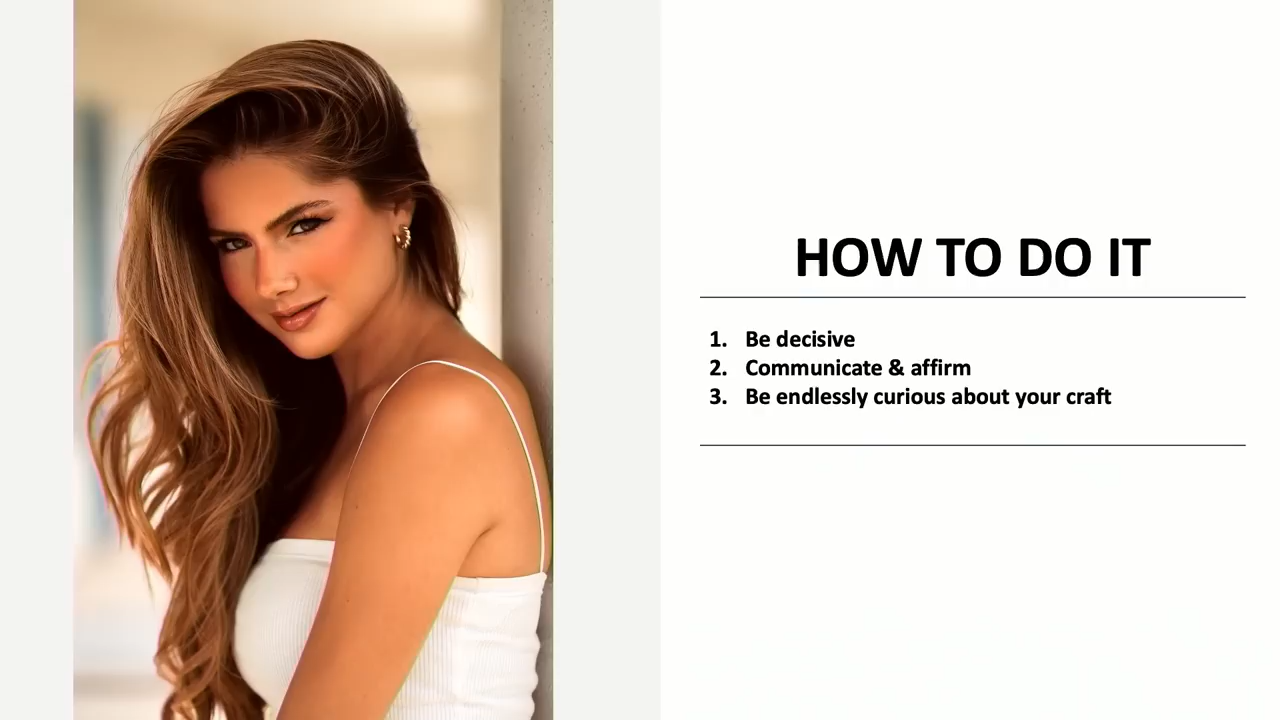 HOW TO DO IT
1. Be decisive
2. Communicate & affirm
3. Be endlessly curious about your craft